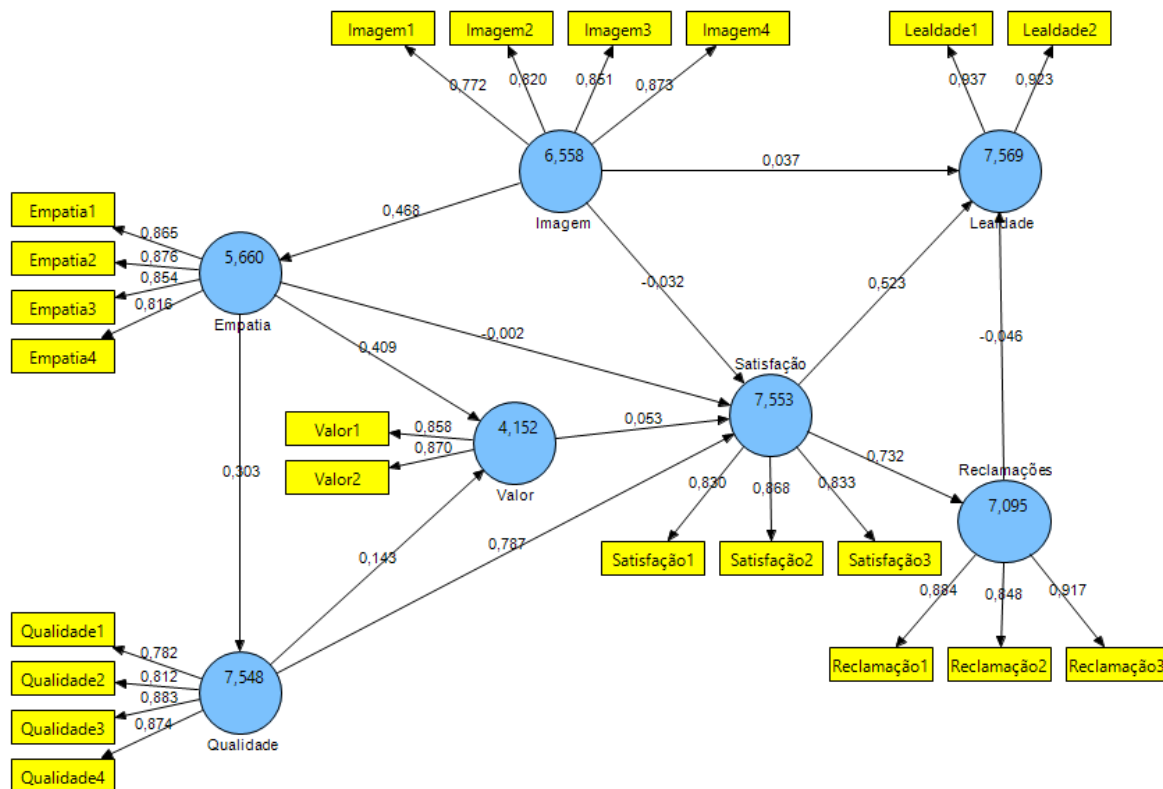 Imagem1
Imagem2
Imagem3
Imagem4
Lealdade1
Lealdade2
0,772
0,820
0,851
0,873
0,937
0,923
6,558
Imagem
7,569
Lealdade
0,037
0,468
-0,032
0,523
-0,046
Empatia1
Empatia2
Empatia3
Empatia4
0,865
0,876
0,854
0,816
5,660
Empatia
-0,002
0,409
0,303
Valor1
Valor2
0,858
0,870
4,152
Valor
0,053
Satisfação
7,553
0,732
0,830
0,868
0,833
Satisfação1
Satisfação2
Satisfação3
Reclamações
7,095
0,884
0,848
0,917
Reclamação1
Reclamação2
Reclamação3
0,143
0,787
Qualidade1
Qualidade2
Qualidade3
Qualidade4
0,782
0,812
0,883
0,874
7,548
Qualidade